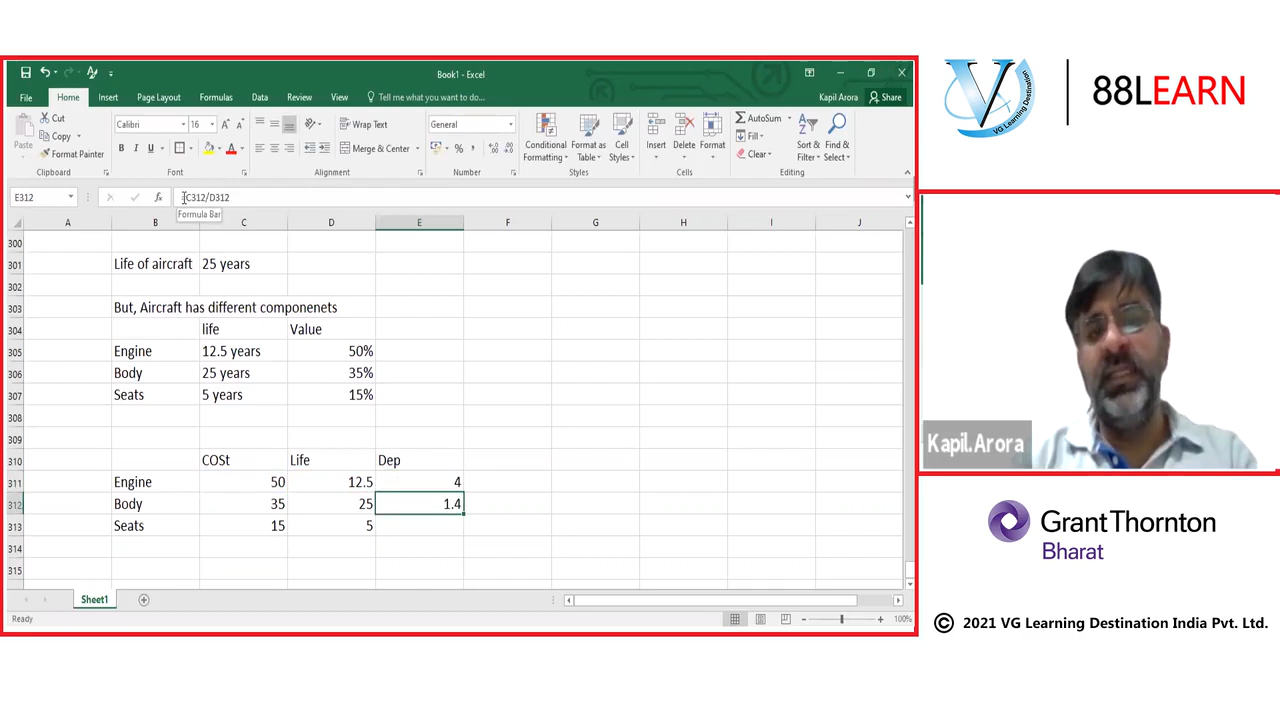 Book1 - Excel
File Home Insert Page Layout Formulas Data Review View Tell me what you want to do... Kapil Arora Share
Paste
Cut
Copy
Format Painter
Clipboard
Calibri 16
B I U
Font
Wrap Text
Merge & Center
Alignment
General
%
Number
Conditional Formatting
Format as Table
Cell Styles
Styles
Insert Delete Format
Cells
AutoSum
Fill
Clear
Sort & Filter
Find & Select
Editing
E312 fx =C312/D312
Formula Bar
A B C D E F G H I J
300
301 Life of aircraft 25 years
302
303 But, Aircraft has different componenets
304 life Value
305 Engine 12.5 years 50%
306 Body 25 years 35%
307 Seats 5 years 15%
308
309
310 COSt Life Dep
311 Engine 50 12.5 4
312 Body 35 25 1.4
313 Seats 15 5
314
315
Sheet1
Ready 100%
V
VG Learning Destination
88LEARN
Kapil.Arora
Grant Thornton
Bharat
© 2021 VG Learning Destination India Pvt. Ltd.